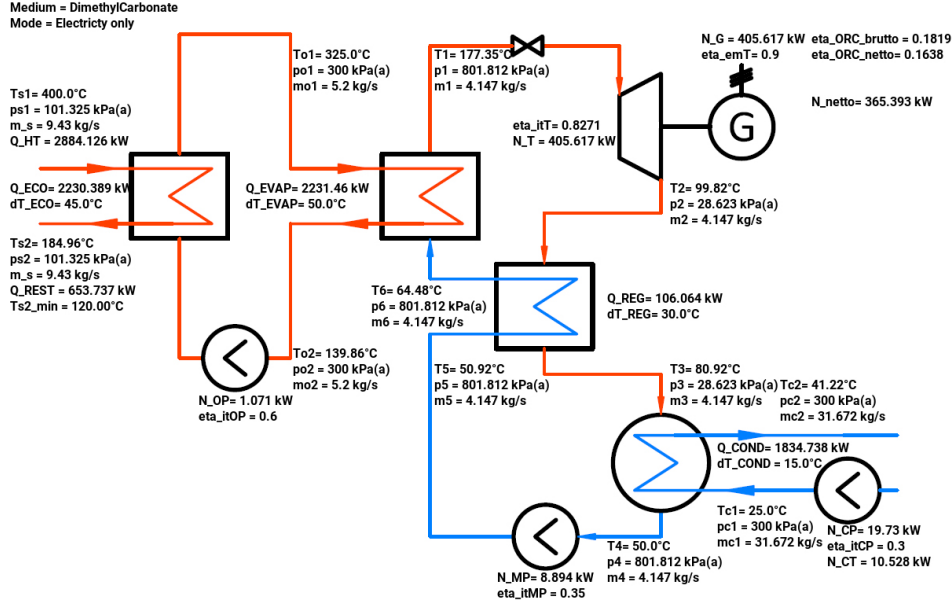 Medium = DimethylCarbonate
Mode = Electricty only
Ts1= 400.0°C
ps1= 101.325 kPa(a)
m_s = 9.43 kg/s
Q_HT = 2884.126 kW
Q_ECO= 2230.389 kW
dT_ECO= 45.0°C
Ts2= 184.96°C
ps2= 101.325 kPa(a)
m_s = 9.43 kg/s
Q_REST = 653.737 kW
Ts2_min = 120.00°C
To1= 325.0°C
po1 = 300 kPa(a)
mo1 = 5.2 kg/s
Q_EVAP= 2231.46 kW
dT_EVAP= 50.0°C
To2= 139.86°C
po2 = 300 kPa(a)
mo2 = 5.2 kg/s
N_OP= 1.071 kW
eta_itOP = 0.6
T1= 177.35°C
p1 = 801.812 kPa(a)
m1 = 4.147 kg/s
eta_itT = 0.8271
N_T = 405.617 kW
N_G = 405.617 kW
eta_emT= 0.9
G
eta_ORC_brutto = 0.1819
eta_ORC_netto= 0.1638
N_netto= 365.393 kW
T2= 99.82°C
p2 = 28.623 kPa(a)
m2 = 4.147 kg/s
T6= 64.48°C
p6 = 801.812 kPa(a)
m6 = 4.147 kg/s
Q_REG= 106.064 kW
dT_REG= 30.0°C
T5= 50.92°C
p5 = 801.812 kPa(a)
m5 = 4.147 kg/s
T3= 80.92°C
p3 = 28.623 kPa(a)
m3 = 4.147 kg/s
Tc2= 41.22°C
pc2 = 300 kPa(a)
mc2 = 31.672 kg/s
Q_COND= 1834.738 kW
dT_COND = 15.0°C
Tc1= 25.0°C
pc1 = 300 kPa(a)
mc1 = 31.672 kg/s
N_CP= 19.73 kW
eta_itCP = 0.3
N_CT = 10.528 kW
T4= 50.0°C
p4 = 801.812 kPa(a)
m4 = 4.147 kg/s
N_MP= 8.894 kW
eta_itMP = 0.35